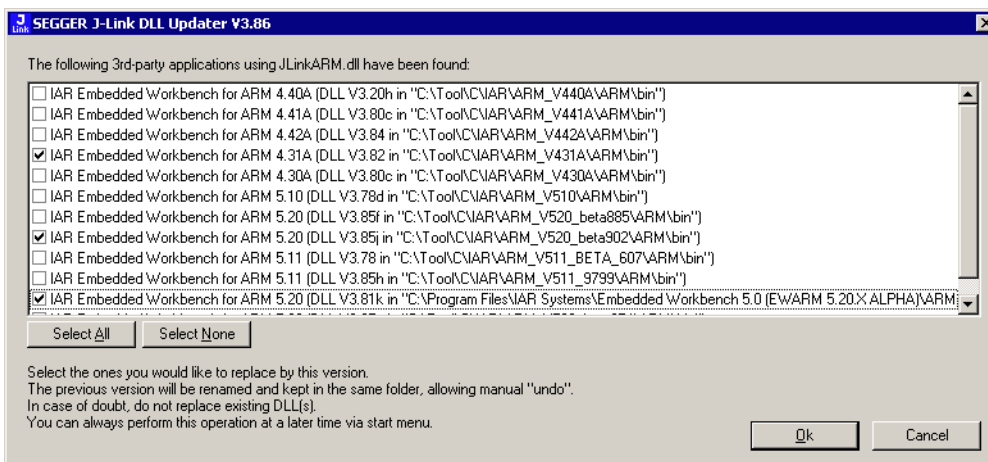 J Link SEGGER J-Link DLL Updater V3.86
The following 3rd-party applications using JLinkARM.dll have been found:
IAR Embedded Workbench for ARM 4.40A (DLL V3.20h in "C:\Tool\C\IAR\ARM_V440A\ARM\bin")
IAR Embedded Workbench for ARM 4.41A (DLL V3.80c in "C:\Tool\C\IAR\ARM_V441A\ARM\bin")
IAR Embedded Workbench for ARM 4.42A (DLL V3.84 in "C:\Tool\C\IAR\ARM_V442A\ARM\bin")
IAR Embedded Workbench for ARM 4.31A (DLL V3.82 in "C:\Tool\C\IAR\ARM_V431A\ARM\bin")
IAR Embedded Workbench for ARM 4.30A (DLL V3.80c in "C:\Tool\C\IAR\ARM_V430A\ARM\bin")
IAR Embedded Workbench for ARM 5.10 (DLL V3.78d in "C:\Tool\C\IAR\ARM_V510\ARM\bin")
IAR Embedded Workbench for ARM 5.20 (DLL V3.85f in "C:\Tool\C\IAR\ARM_V520_beta885\ARM\bin")
IAR Embedded Workbench for ARM 5.20 (DLL V3.85j in "C:\Tool\C\IAR\ARM_V520_beta902\ARM\bin")
IAR Embedded Workbench for ARM 5.11 (DLL V3.78 in "C:\Tool\C\IAR\ARM_V511_BETA_607\ARM\bin")
IAR Embedded Workbench for ARM 5.11 (DLL V3.85h in "C:\Tool\C\IAR\ARM_V511_9799\ARM\bin")
IAR Embedded Workbench for ARM 5.20 (DLL V3.81k in "C:\Program Files\IAR Systems\Embedded Workbench 5.0 (EWARM 5.20.X ALPHA)\ARM
Select All Select None
Select the ones you would like to replace by this version.
The previous version will be renamed and kept in the same folder, allowing manual "undo".
In case of doubt, do not replace existing DLL(s).
You can always perform this operation at a later time via start menu.
Ok Cancel